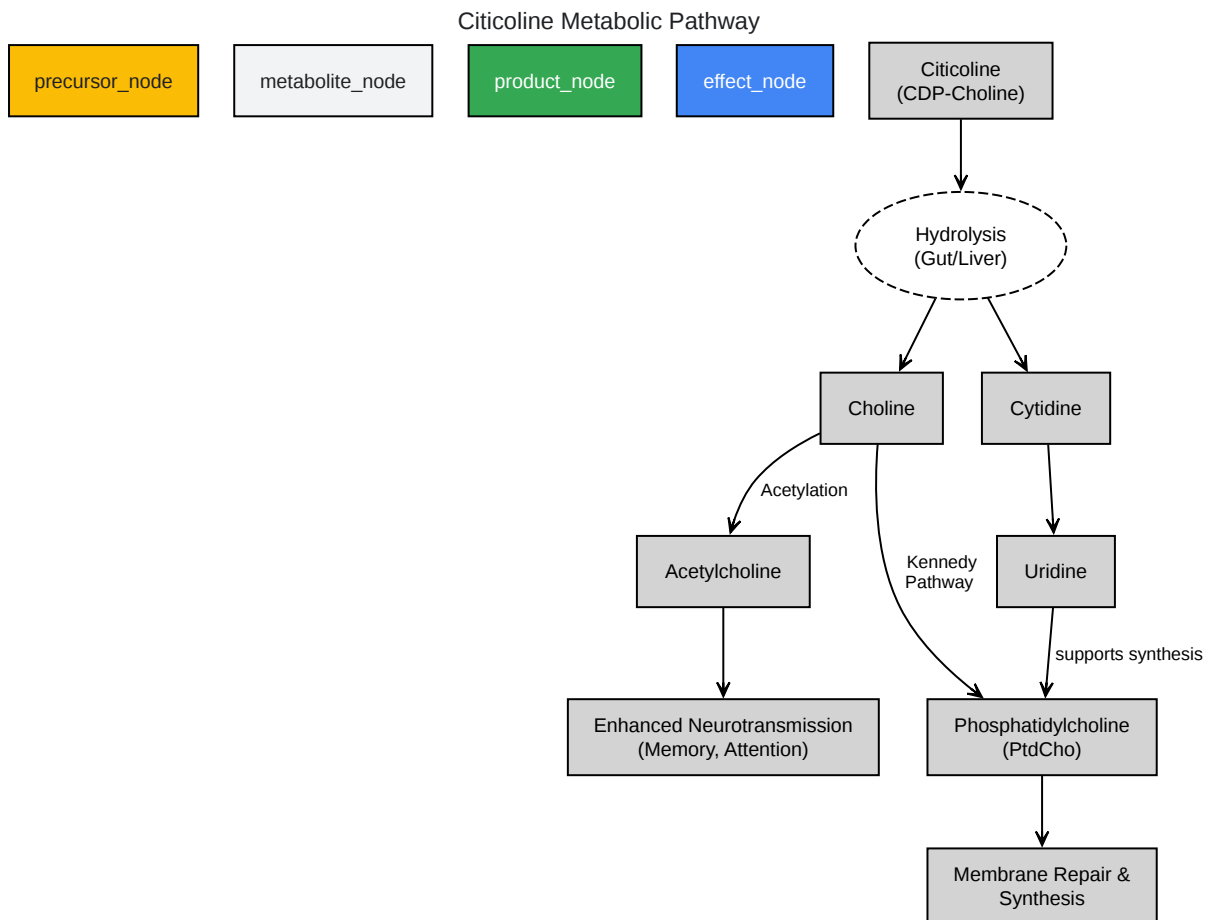 Citicoline Metabolic Pathway
precursor_node
metabolite_node
product_node
effect_node
Citicoline
(CDP-Choline)
Hydrolysis
(Gut/Liver)
Choline
Cytidine
Acetylation
Acetylcholine
Kennedy
Pathway
Uridine
supports synthesis
Enhanced Neurotransmission
(Memory, Attention)
Phosphatidylcholine
(PtdCho)
Membrane Repair &
Synthesis